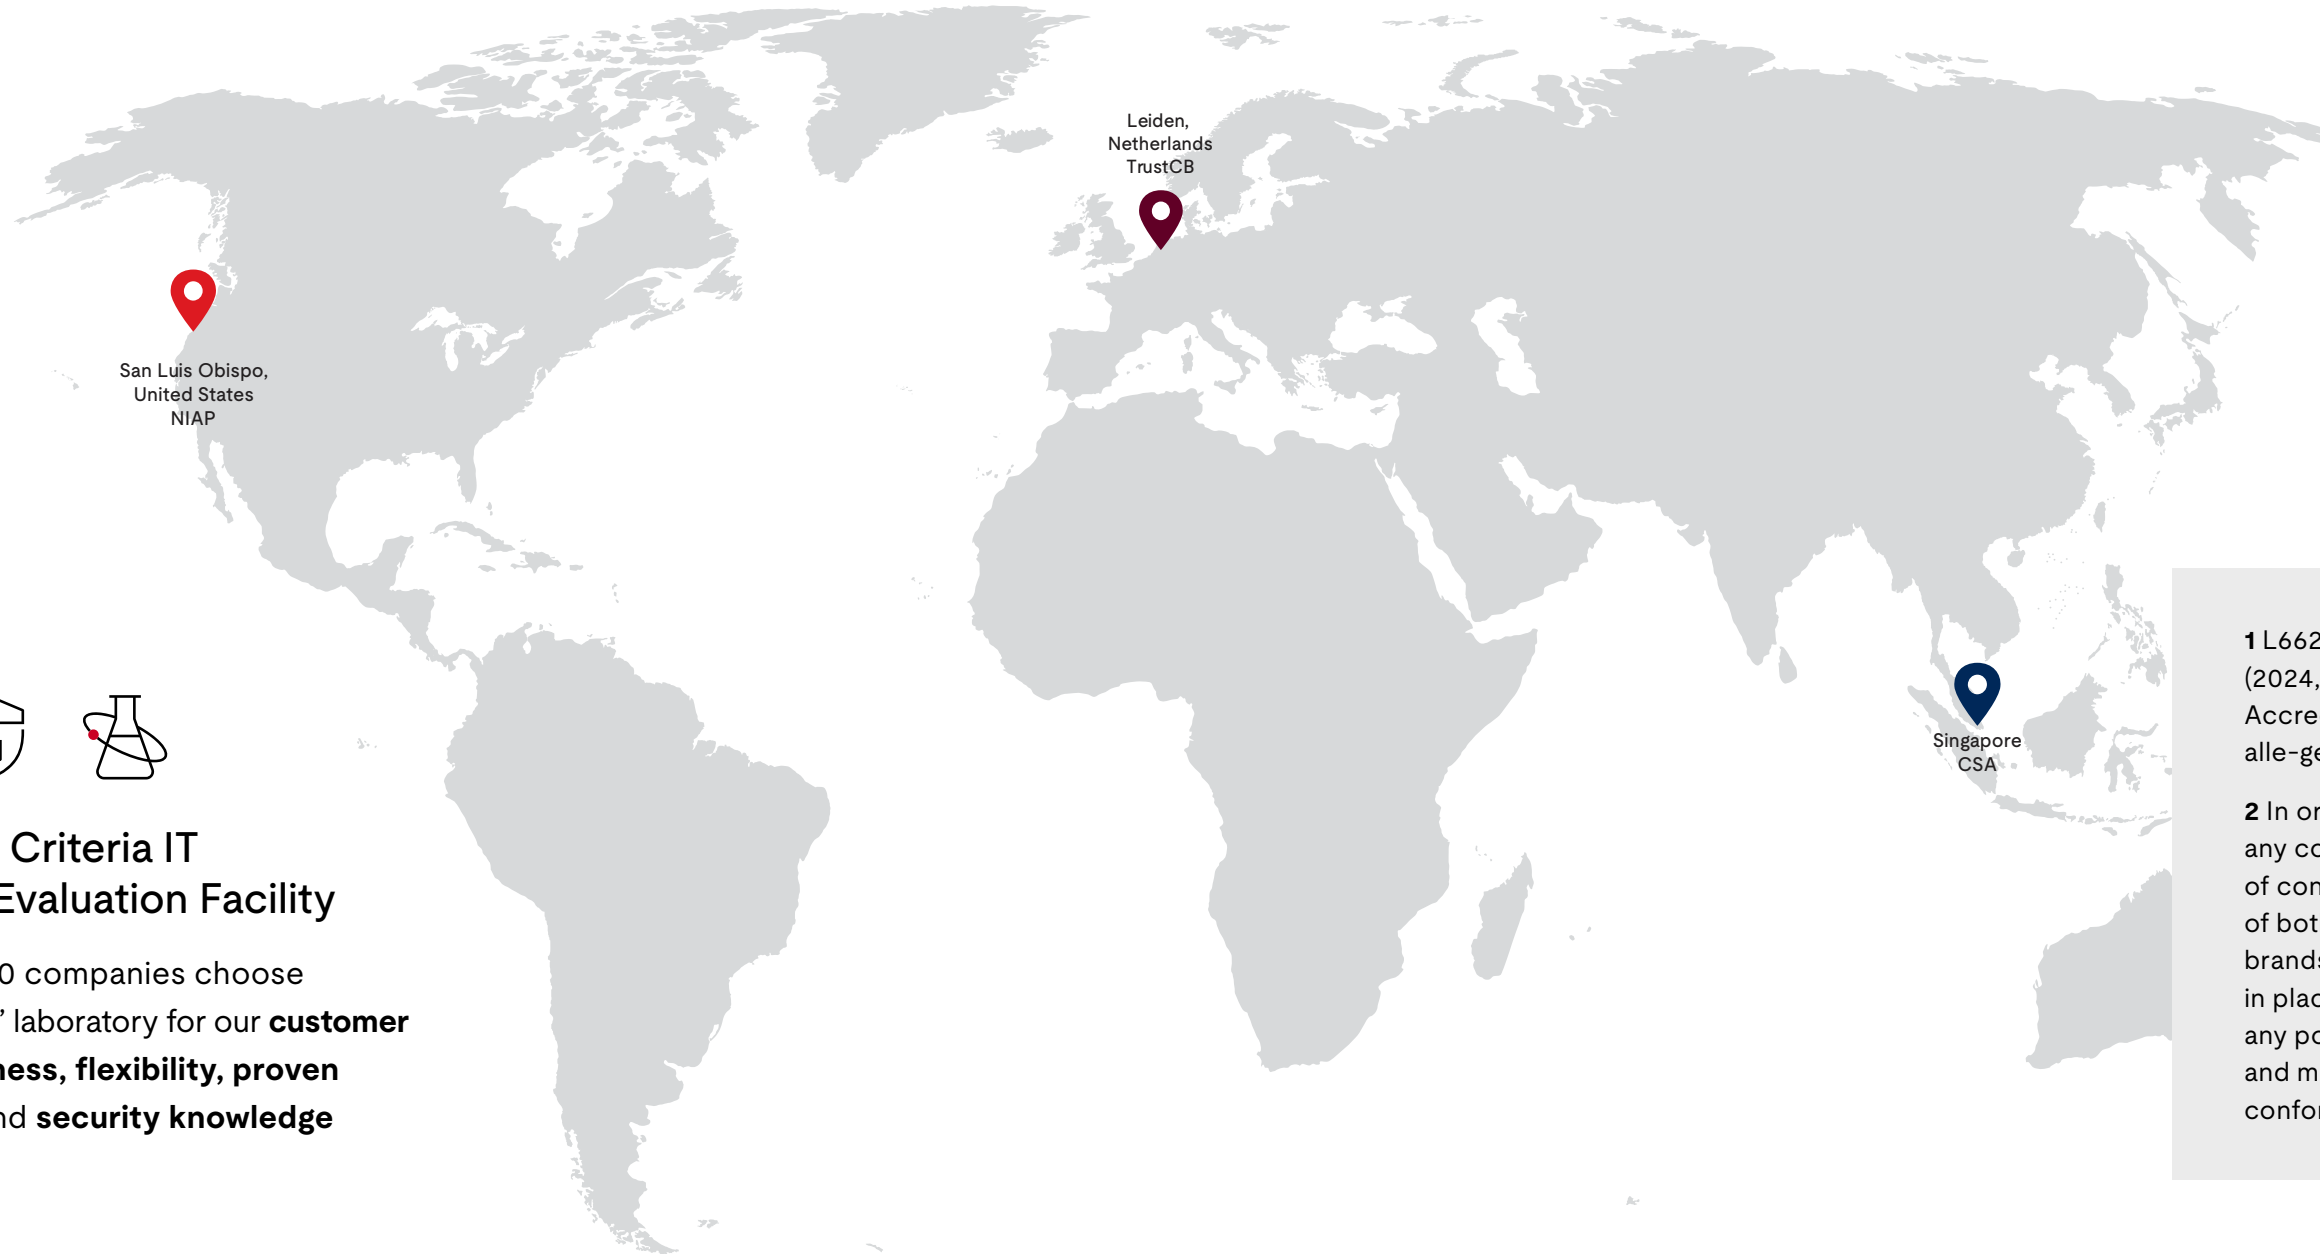 Leiden,
Netherlands
TrustCB
San Luis Obispo,
United States
NIAP
Singapore
CSA
Criteria IT
Evaluation Facility
0 companies choose
’ laboratory for our customer
ness, flexibility, proven
nd security knowledge
1 L662
(2024,
Accre
alle-ge
2 In or
any co
of con
of bot
brands
in plac
any po
and m
confor